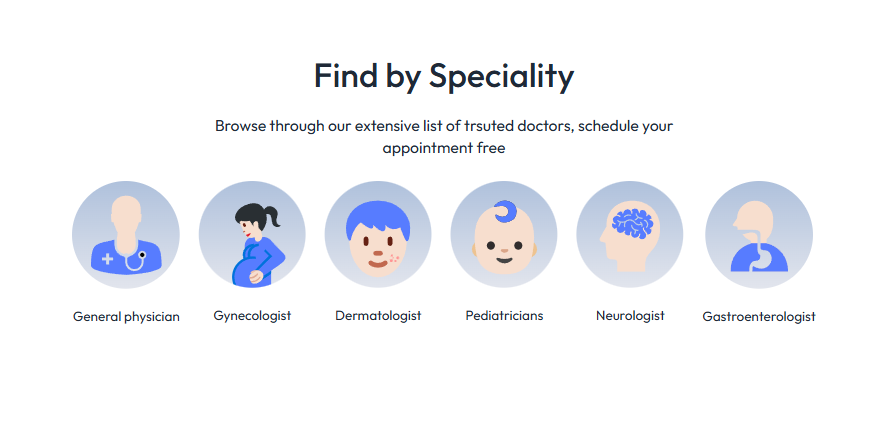 Find by Speciality
Browse through our extensive list of trsuted doctors, schedule your
appointment free
General physician
Gynecologist
Dermatologist
Pediatricians
Neurologist
Gastroenterologist